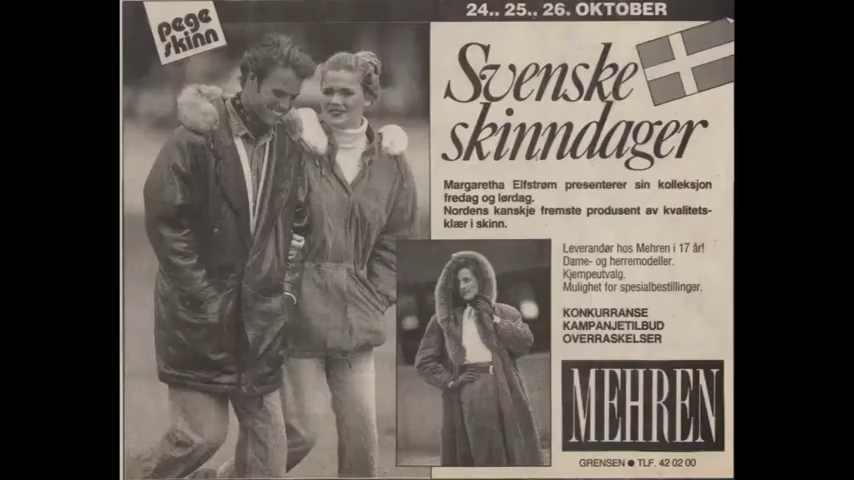 pege
skinn
24.. 25.. 26. OKTOBER
Svenske
skinndager
Margaretha Elfstrøm presenterer sin kolleksjon
fredag og lørdag.
Nordens kanskje fremste produsent av kvalitets-
klær i skinn.
Leverandør hos Mehren i 17 år!
Dame- og herremodeller.
Kjempeutvalg.
Mulighet for spesialbestillinger.
KONKURRANSE
KAMPANJETILBUD
OVERRASKELSER
MEHREN
GRENSEN ● TLF. 42 02 00